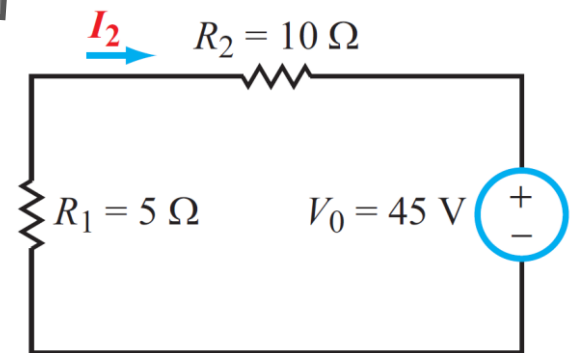 I₂
R₂ = 10 Ω
R₁ = 5 Ω
V₀ = 45 V
+
−